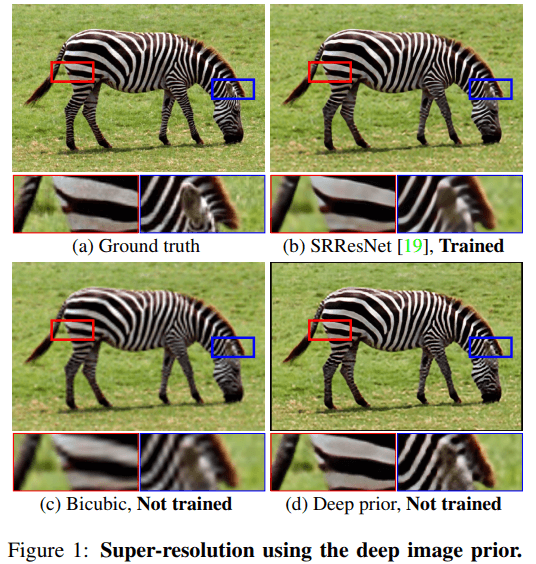 (a) Ground truth
(b) SRResNet [19], Trained
(c) Bicubic, Not trained
(d) Deep prior, Not trained
Figure 1: Super-resolution using the deep image prior.